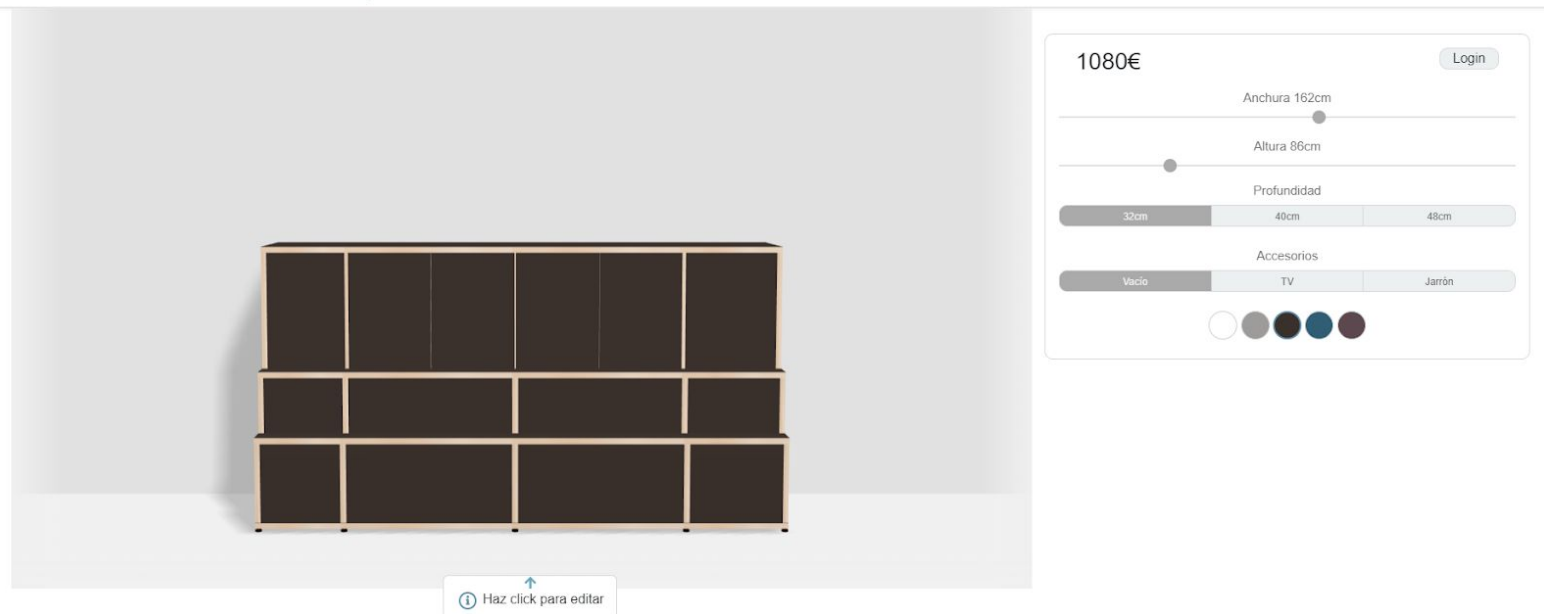 1080€
Login
Anchura 162cm
Altura 86cm
Profundidad
32cm 40cm 48cm
Accesorios
Vacío TV Jarrón
Haz click para editar